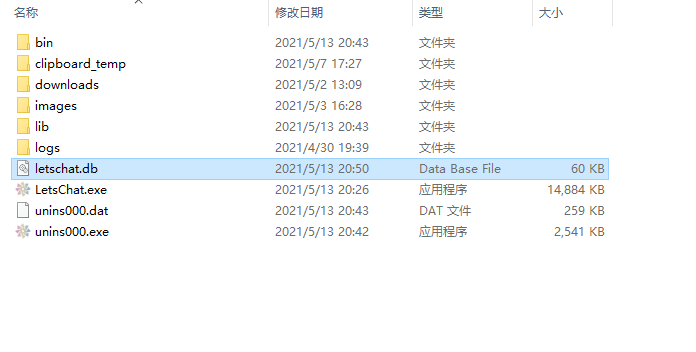 名称 修改日期 类型 大小
bin 2021/5/13 20:43 文件夹
clipboard_temp 2021/5/7 17:27 文件夹
downloads 2021/5/2 13:09 文件夹
images 2021/5/3 16:28 文件夹
lib 2021/5/13 20:43 文件夹
logs 2021/4/30 19:39 文件夹
letschat.db 2021/5/13 20:50 Data Base File 60 KB
LetsChat.exe 2021/5/13 20:26 应用程序 14,884 KB
unins000.dat 2021/5/13 20:43 DAT 文件 259 KB
unins000.exe 2021/5/13 20:42 应用程序 2,541 KB